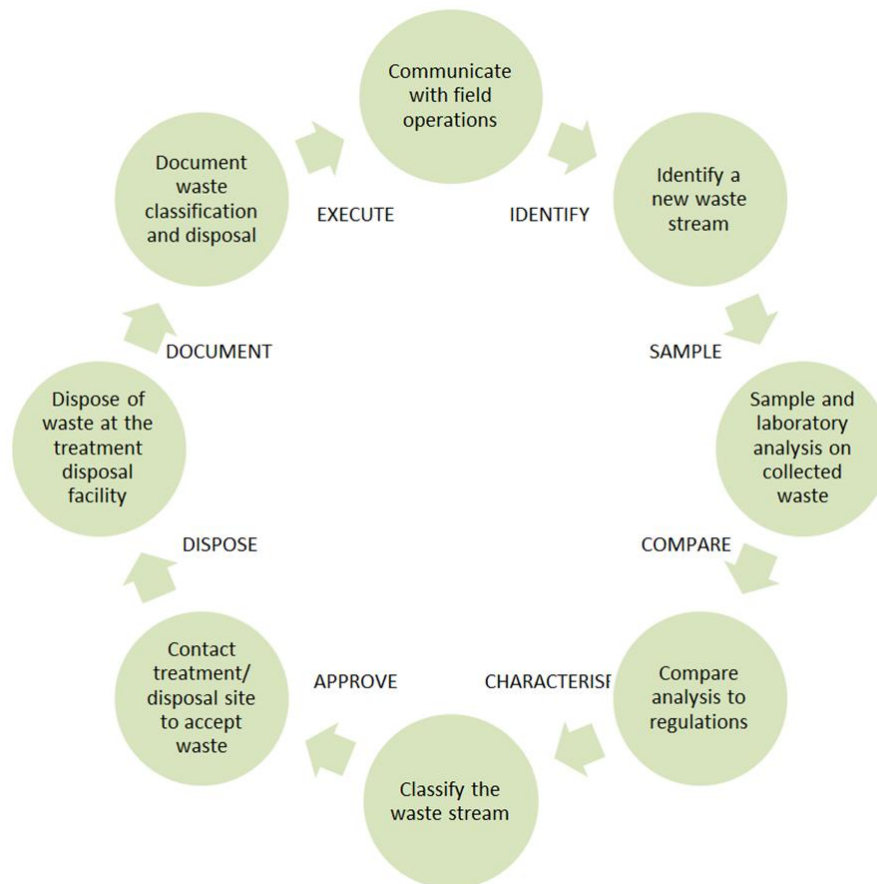 Communicate
with field
operations
IDENTIFY
Identify a
new waste
stream
SAMPLE
Sample and
laboratory
analysis on
collected
waste
COMPARE
Compare
analysis to
regulations
CHARACTERISE
Classify the
waste stream
APPROVE
Contact
treatment/
disposal site
to accept
waste
DISPOSE
Dispose of
waste at the
treatment
disposal
facility
DOCUMENT
Document
waste
classification
and disposal
EXECUTE